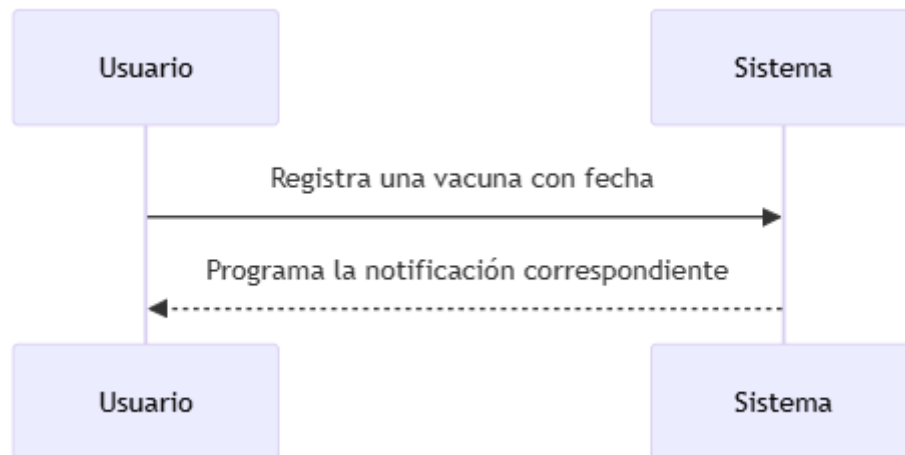 Usuario
Sistema
Registra una vacuna con fecha
Programa la notificación correspondiente
Usuario
Sistema